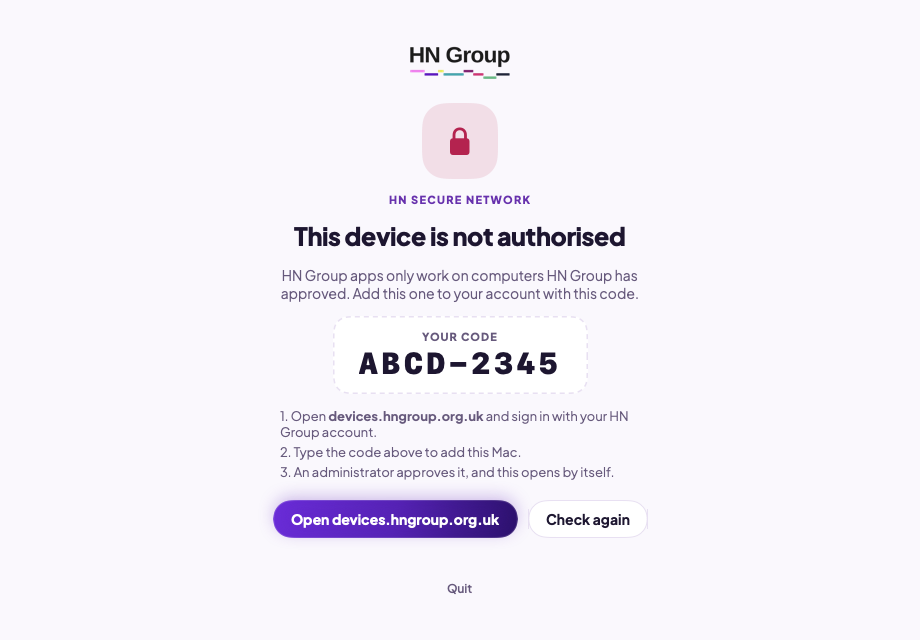 HN Group
HN SECURE NETWORK
This device is not authorised
HN Group apps only work on computers HN Group has
approved. Add this one to your account with this code.
YOUR CODE
ABCD–2345
1. Open devices.hngroup.org.uk and sign in with your HN
Group account.
2. Type the code above to add this Mac.
3. An administrator approves it, and this opens by itself.
Open devices.hngroup.org.uk
Check again
Quit